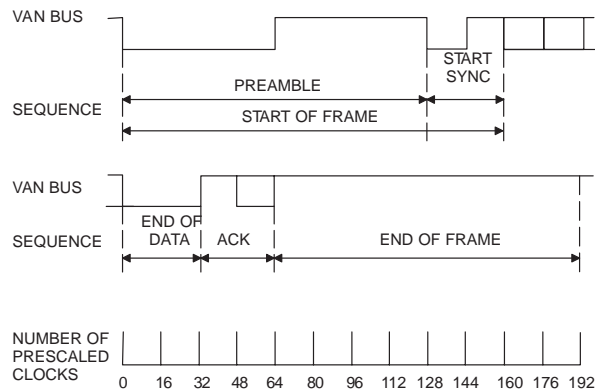 VAN BUS
START
SYNC
PREAMBLE
SEQUENCE
START OF FRAME
VAN BUS
END OF
DATA
ACK
END OF FRAME
SEQUENCE
NUMBER OF
PRESCALED
CLOCKS
0 16 32 48 64 80 96 112 128 144 160 176 192